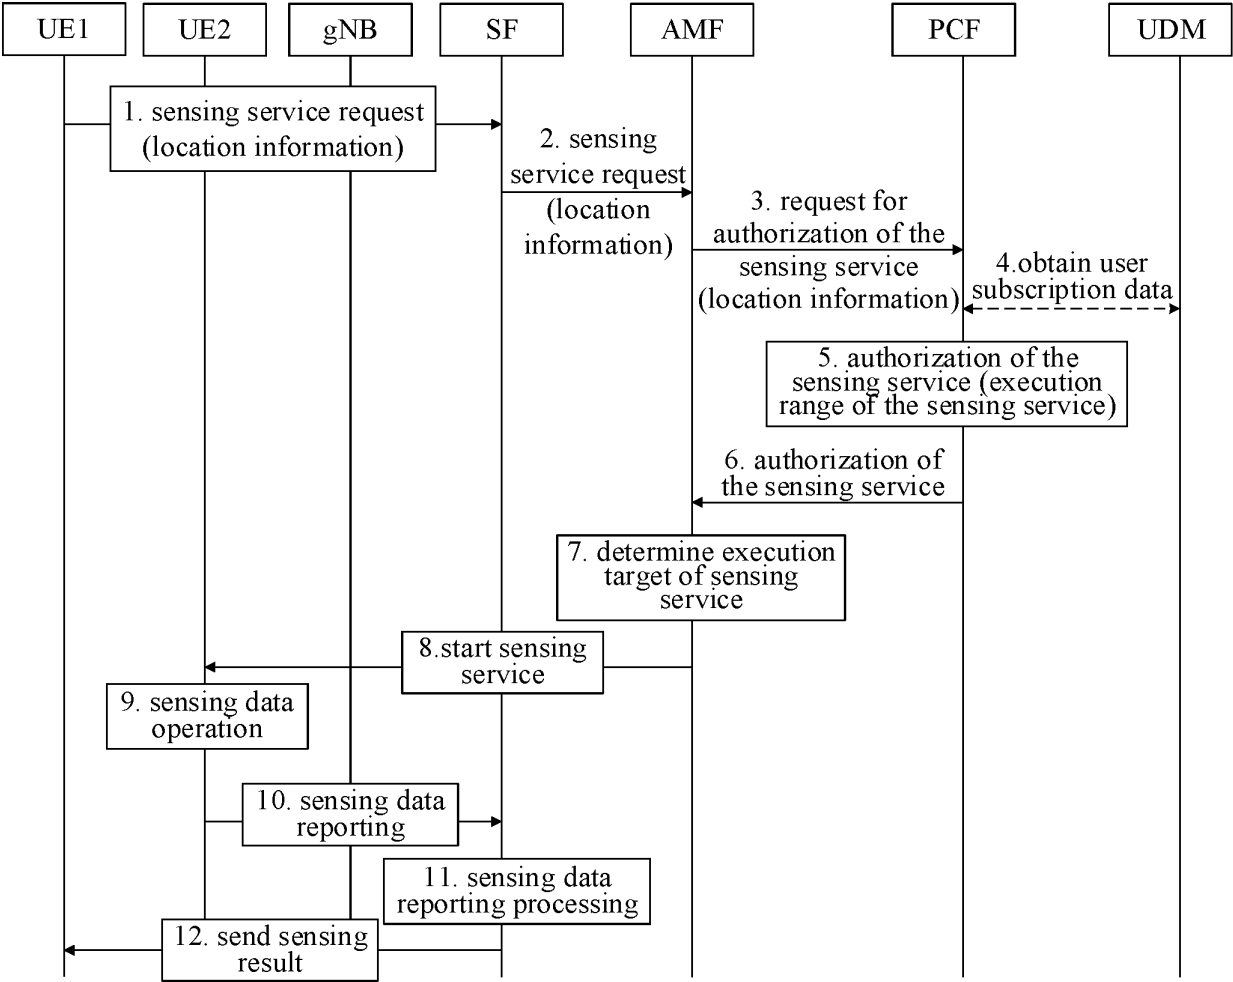 UE1
UE2
gNB
SF
AMF
PCF
UDM
1. sensing service request
(location information)
2. sensing
service request
(location
information)
3. request for
authorization of the
sensing service
(location information)
4.obtain user
subscription data
5. authorization of the
sensing service (execution
range of the sensing service)
6. authorization of
the sensing service
7. determine execution
target of sensing
service
8.start sensing
service
9. sensing data
operation
10. sensing data
reporting
11. sensing data
reporting processing
12. send sensing
result